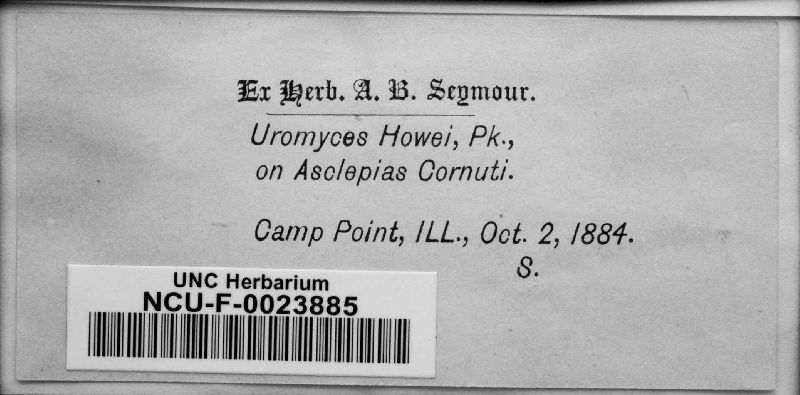 Ex Herb. A. B. Seymour.
Uromyces Howei, Pk.,
on Asclepias Cornuti.
Camp Point, ILL., Oct. 2, 1884.
S.
UNC Herbarium
NCU-F-0023885